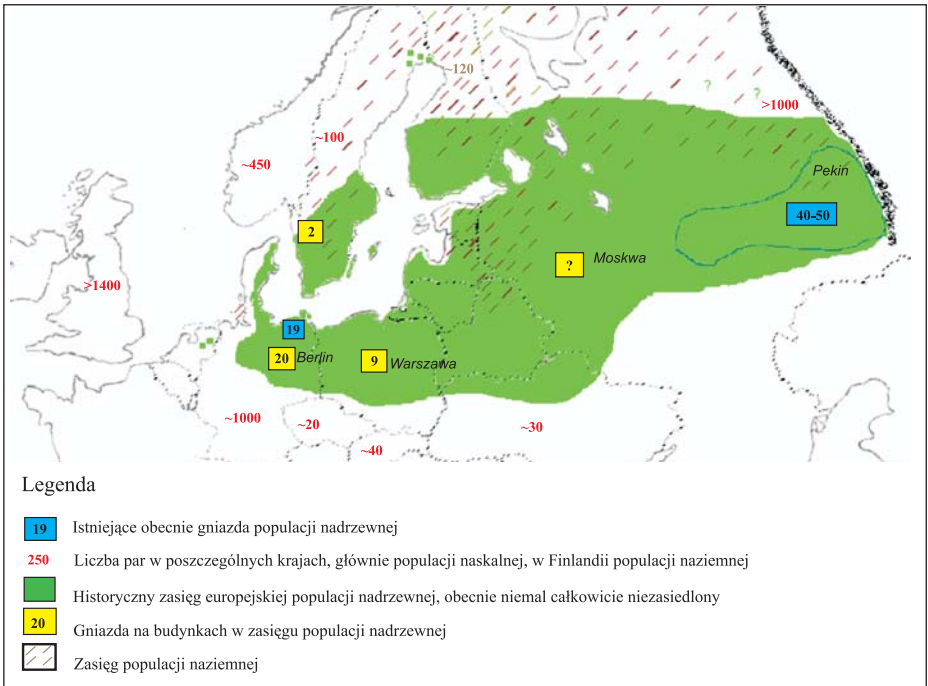 ~120
? ?
>1000
~100
~450
Pekiń
40-50
2
Moskwa
?
>1400
19
20 Berlin
9 Warszawa
~1000
~20
~30
~40
Legenda
19 Istniejące obecnie gniazda populacji nadrzewnej
250 Liczba par w poszczególnych krajach, głównie populacji naskalnej, w Finlandii populacji naziemnej
Historyczny zasięg europejskiej populacji nadrzewnej, obecnie niemal całkowicie niezasiedlony
20 Gniazda na budynkach w zasięgu populacji nadrzewnej
Zasięg populacji naziemnej